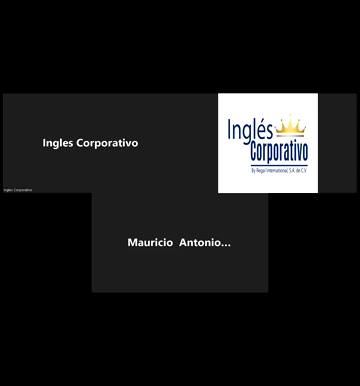 Ingles Corporativo
Inglés
Corporativo
By Regal International, S.A. de C.V.
Ingles Corporativo
Mauricio Antonio...